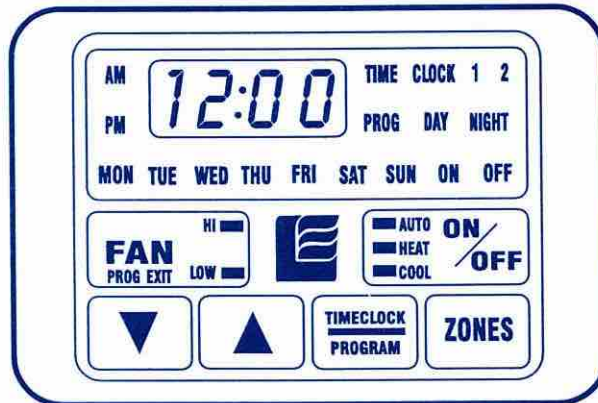 AM 12:00 TIME CLOCK 1 2
PM PROG DAY NIGHT
MON TUE WED THU FRI SAT SUN ON OFF
FAN
PROG EXIT
HI
LOW
AUTO
HEAT
COOL
ON/OFF
TIMECLOCK
PROGRAM
ZONES